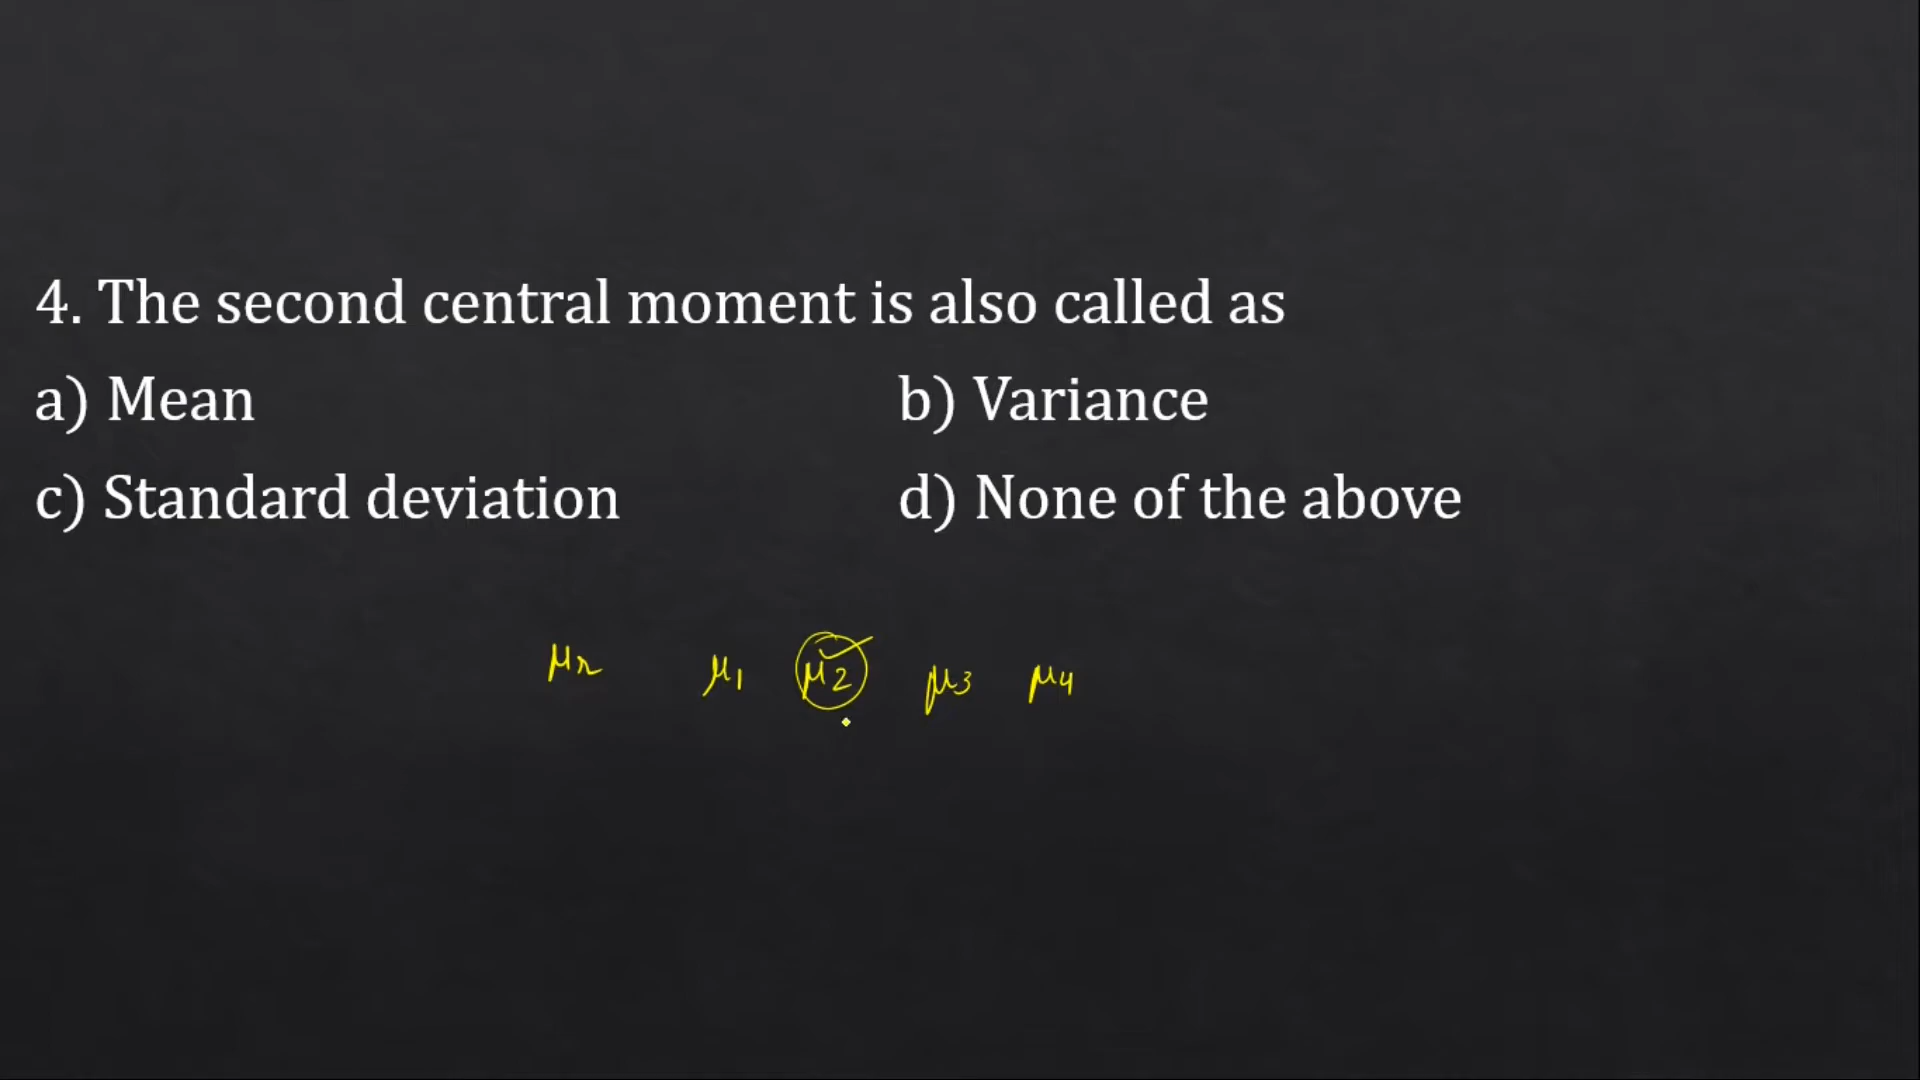 4. The second central moment is also called as
a) Mean b) Variance
c) Standard deviation d) None of the above
μr μ1 μ2 μ3 μ4